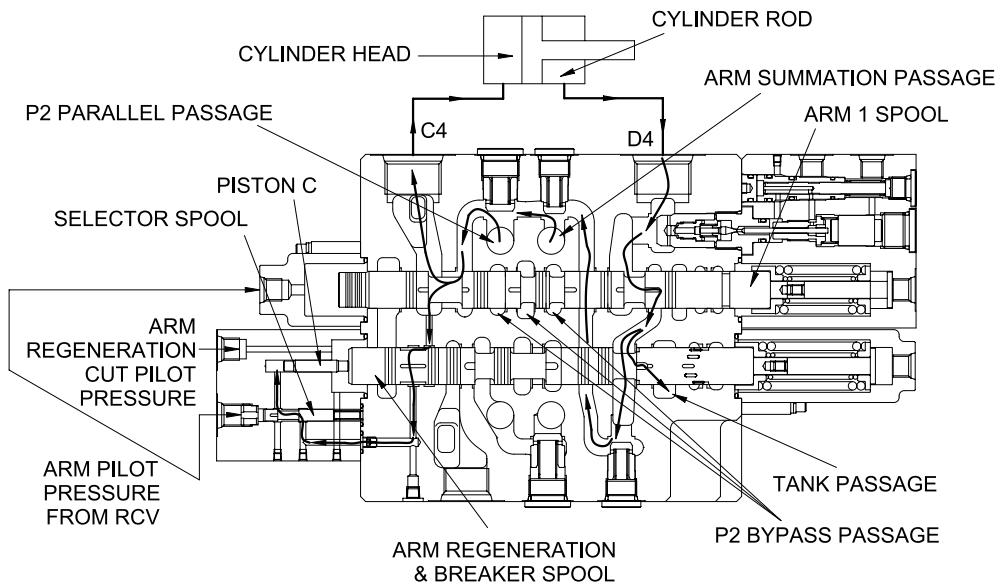 CYLINDER ROD
CYLINDER HEAD
ARM SUMMATION PASSAGE
P2 PARALLEL PASSAGE
C4
D4
ARM 1 SPOOL
PISTON C
SELECTOR SPOOL
ARM
REGENERATION
CUT PILOT
PRESSURE
ARM PILOT
PRESSURE
FROM RCV
TANK PASSAGE
P2 BYPASS PASSAGE
ARM REGENERATION
& BREAKER SPOOL